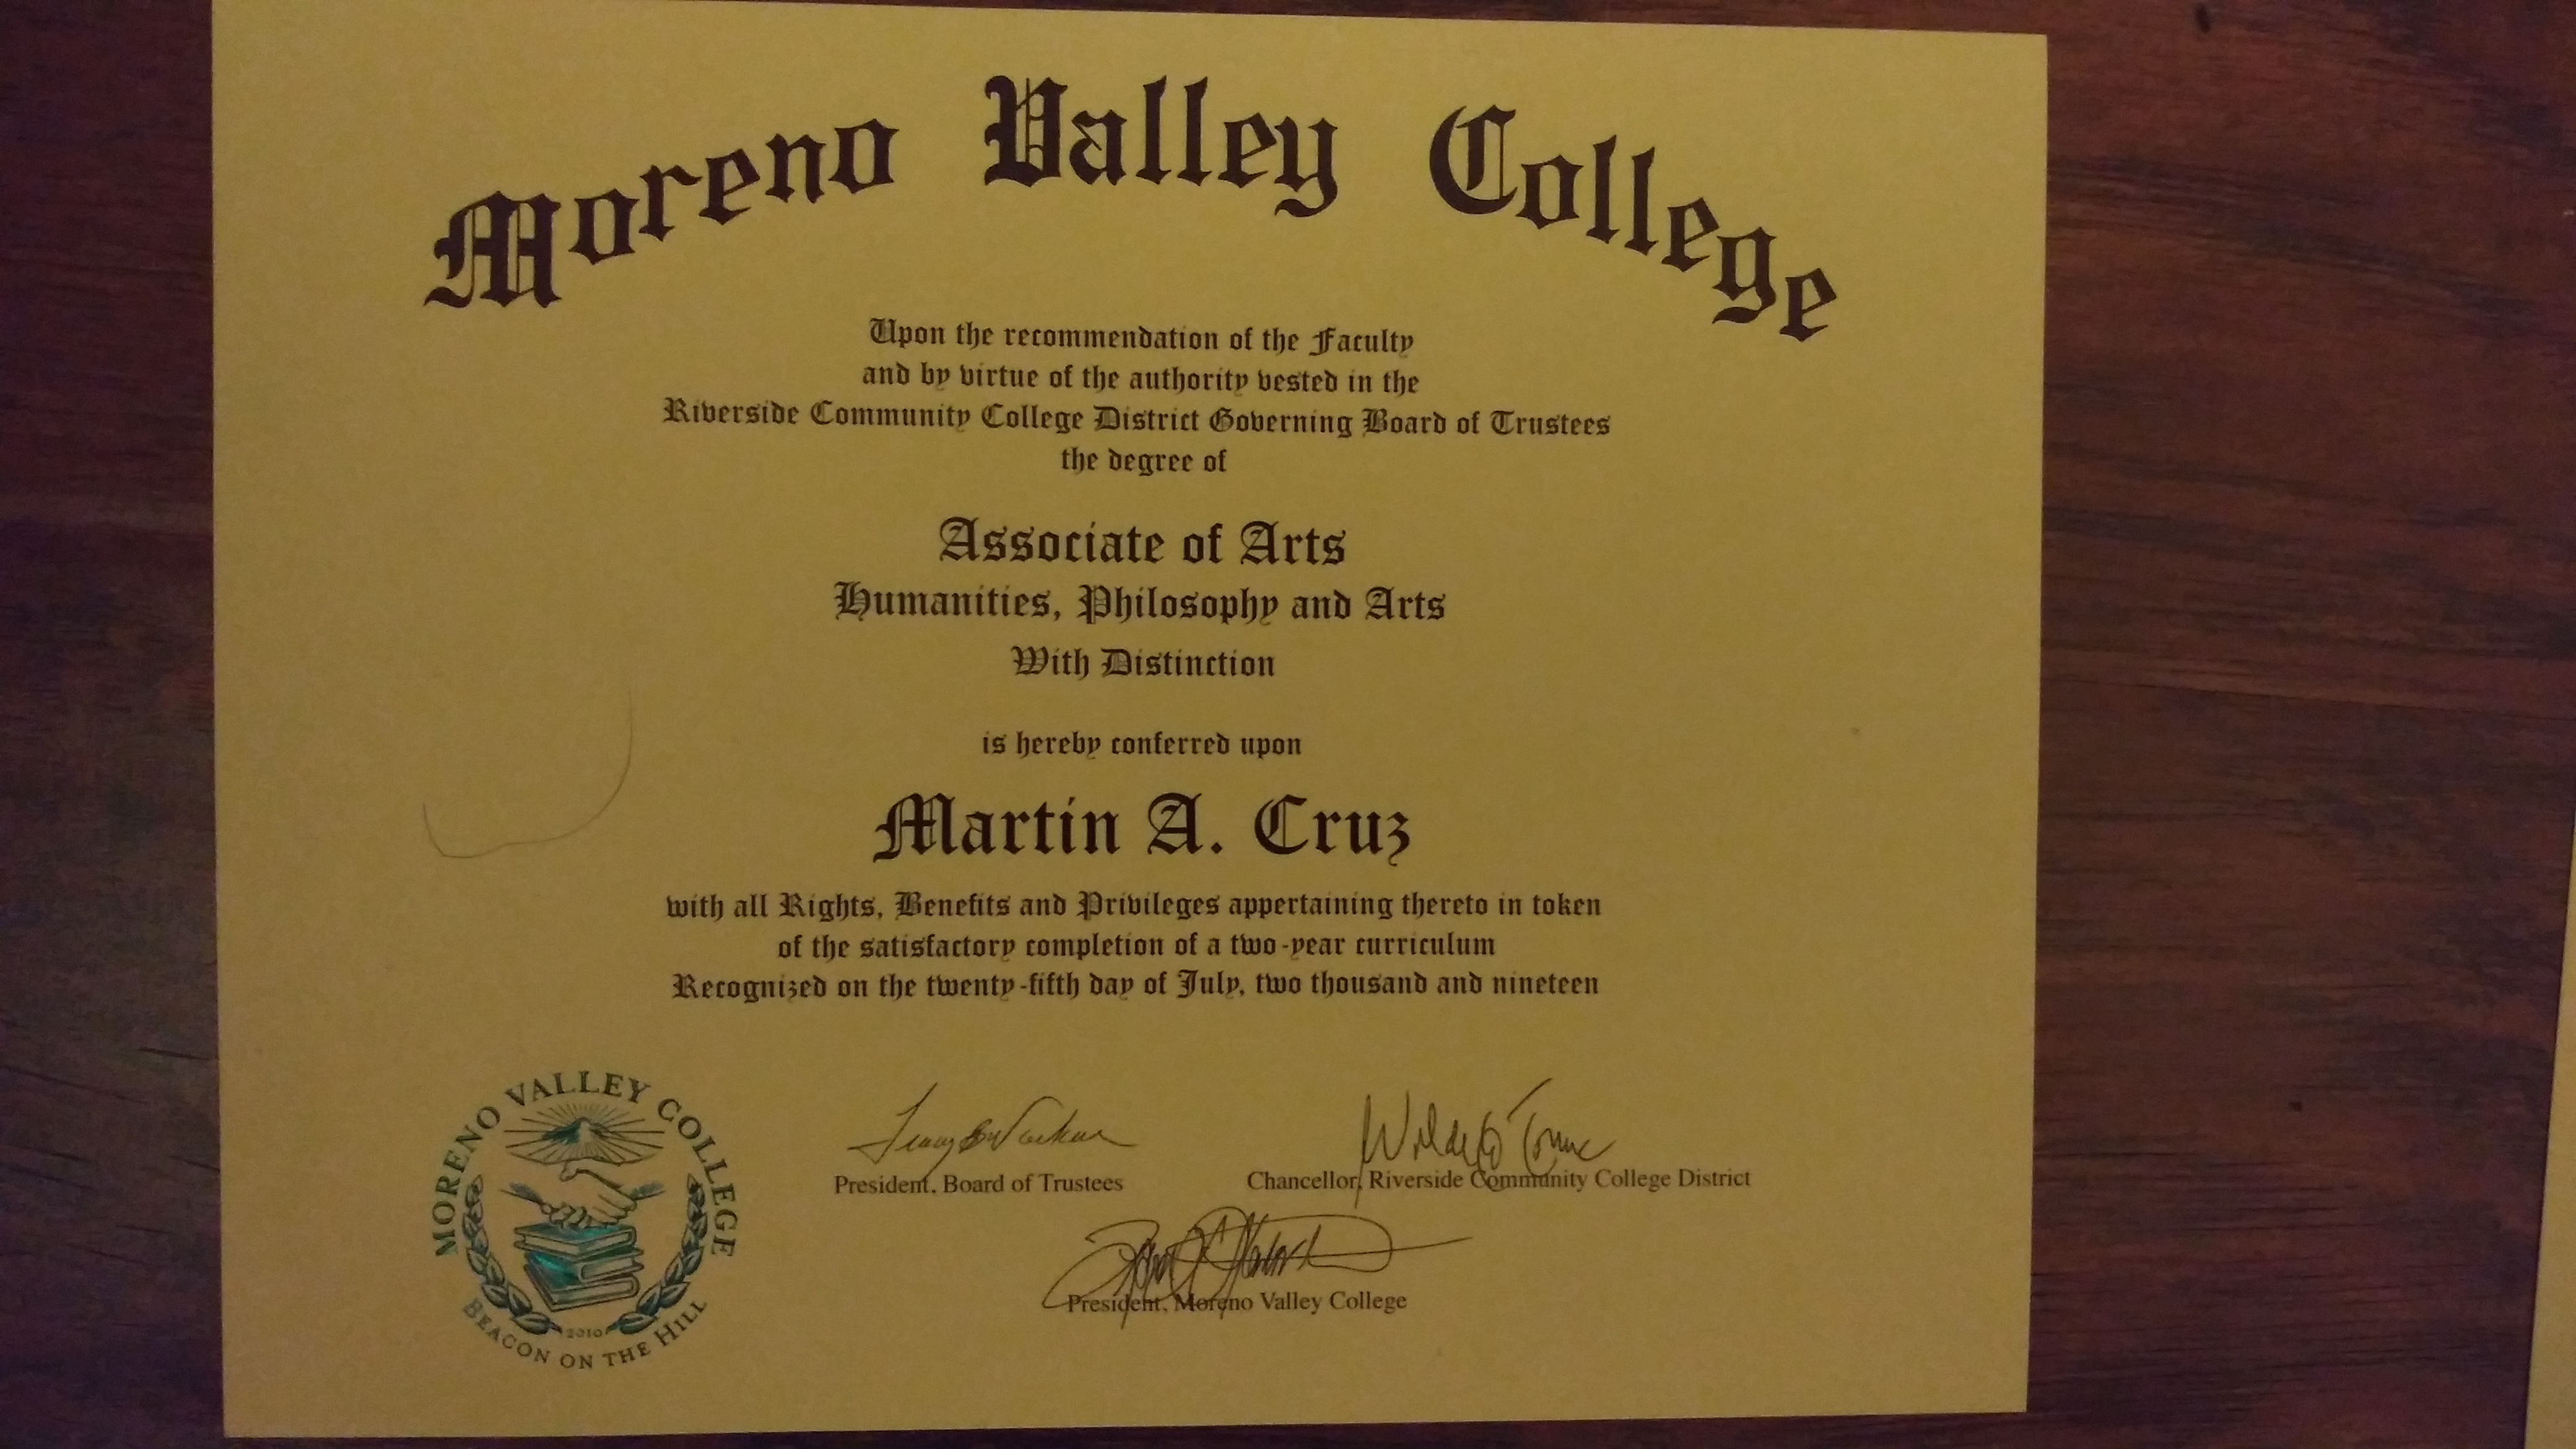 Moreno Valley College
Upon the recommendation of the Faculty
and by virtue of the authority vested in the
Riverside Community College District Governing Board of Trustees
the degree of
Associate of Arts
Humanities, Philosophy and Arts
With Distinction
is hereby conferred upon
Martin A. Cruz
with all Rights, Benefits and Privileges appertaining thereto in token
of the satisfactory completion of a two-year curriculum
Recognized on the twenty-fifth day of July, two thousand and nineteen
MORENO VALLEY COLLEGE
2010
BEACON ON THE HILL
President, Board of Trustees
Chancellor, Riverside Community College District
President, Moreno Valley College